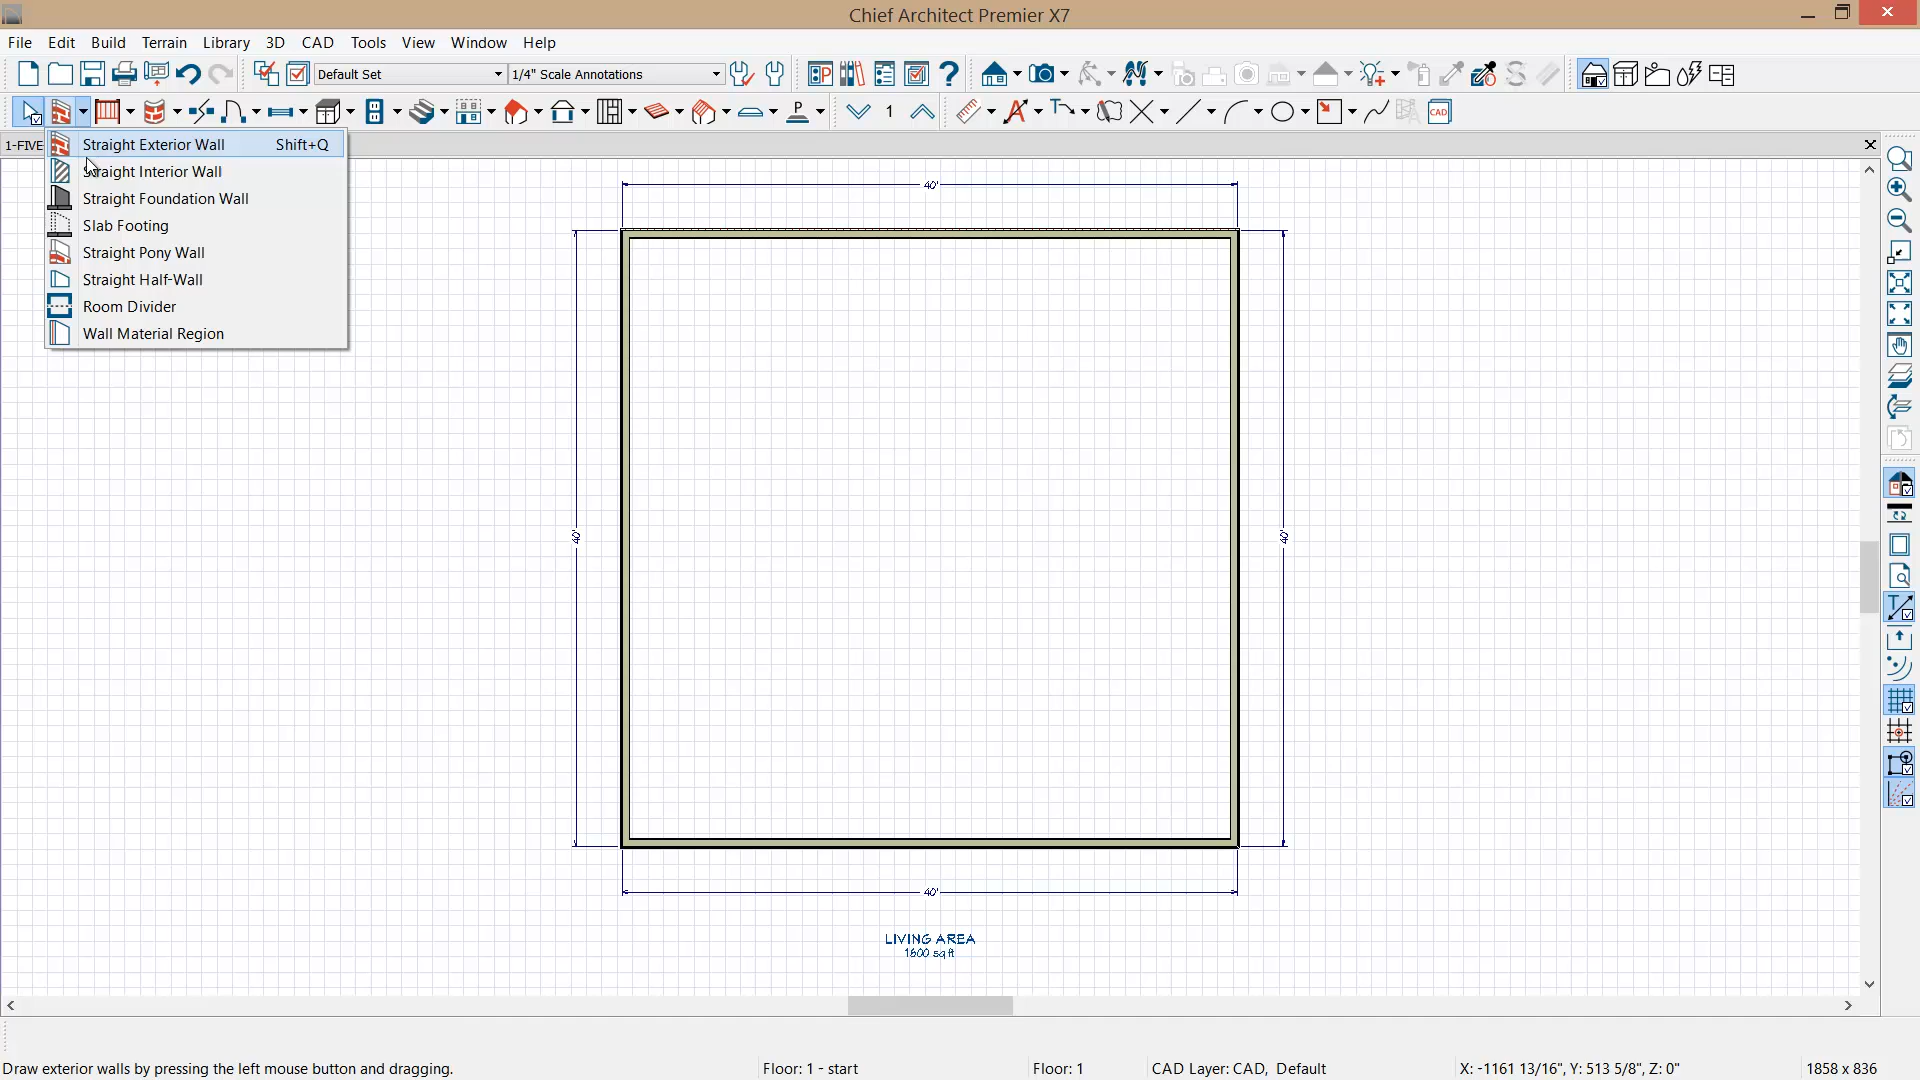 Chief Architect Premier X7
File Edit Build Terrain Library 3D CAD Tools View Window Help
Default Set 1/4" Scale Annotations
1 CAD
1-FIVE
Straight Exterior Wall Shift+Q
Straight Interior Wall
Straight Foundation Wall
Slab Footing
Straight Pony Wall
Straight Half-Wall
Room Divider
Wall Material Region
40'
40'
40'
40'
LIVING AREA
1600 sq ft
Draw exterior walls by pressing the left mouse button and dragging. Floor: 1 - start Floor: 1 CAD Layer: CAD, Default X: -1161 13/16", Y: 513 5/8", Z: 0" 1858 x 836